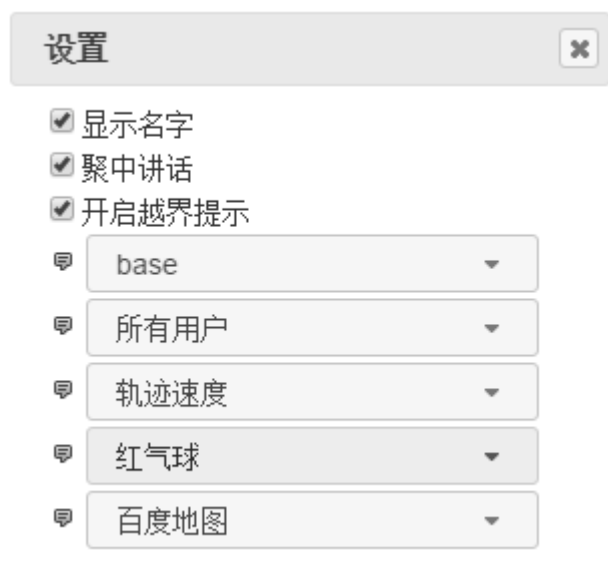 设置
显示名字
聚中讲话
开启越界提示
base
所有用户
轨迹速度
红气球
百度地图